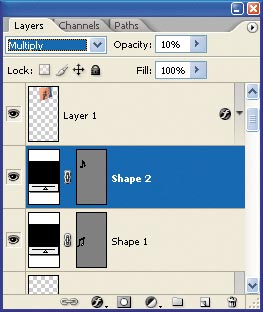 Layers Channels Paths
Multiply Opacity: 10%
Lock: Fill: 100%
Layer 1
Shape 2
Shape 1